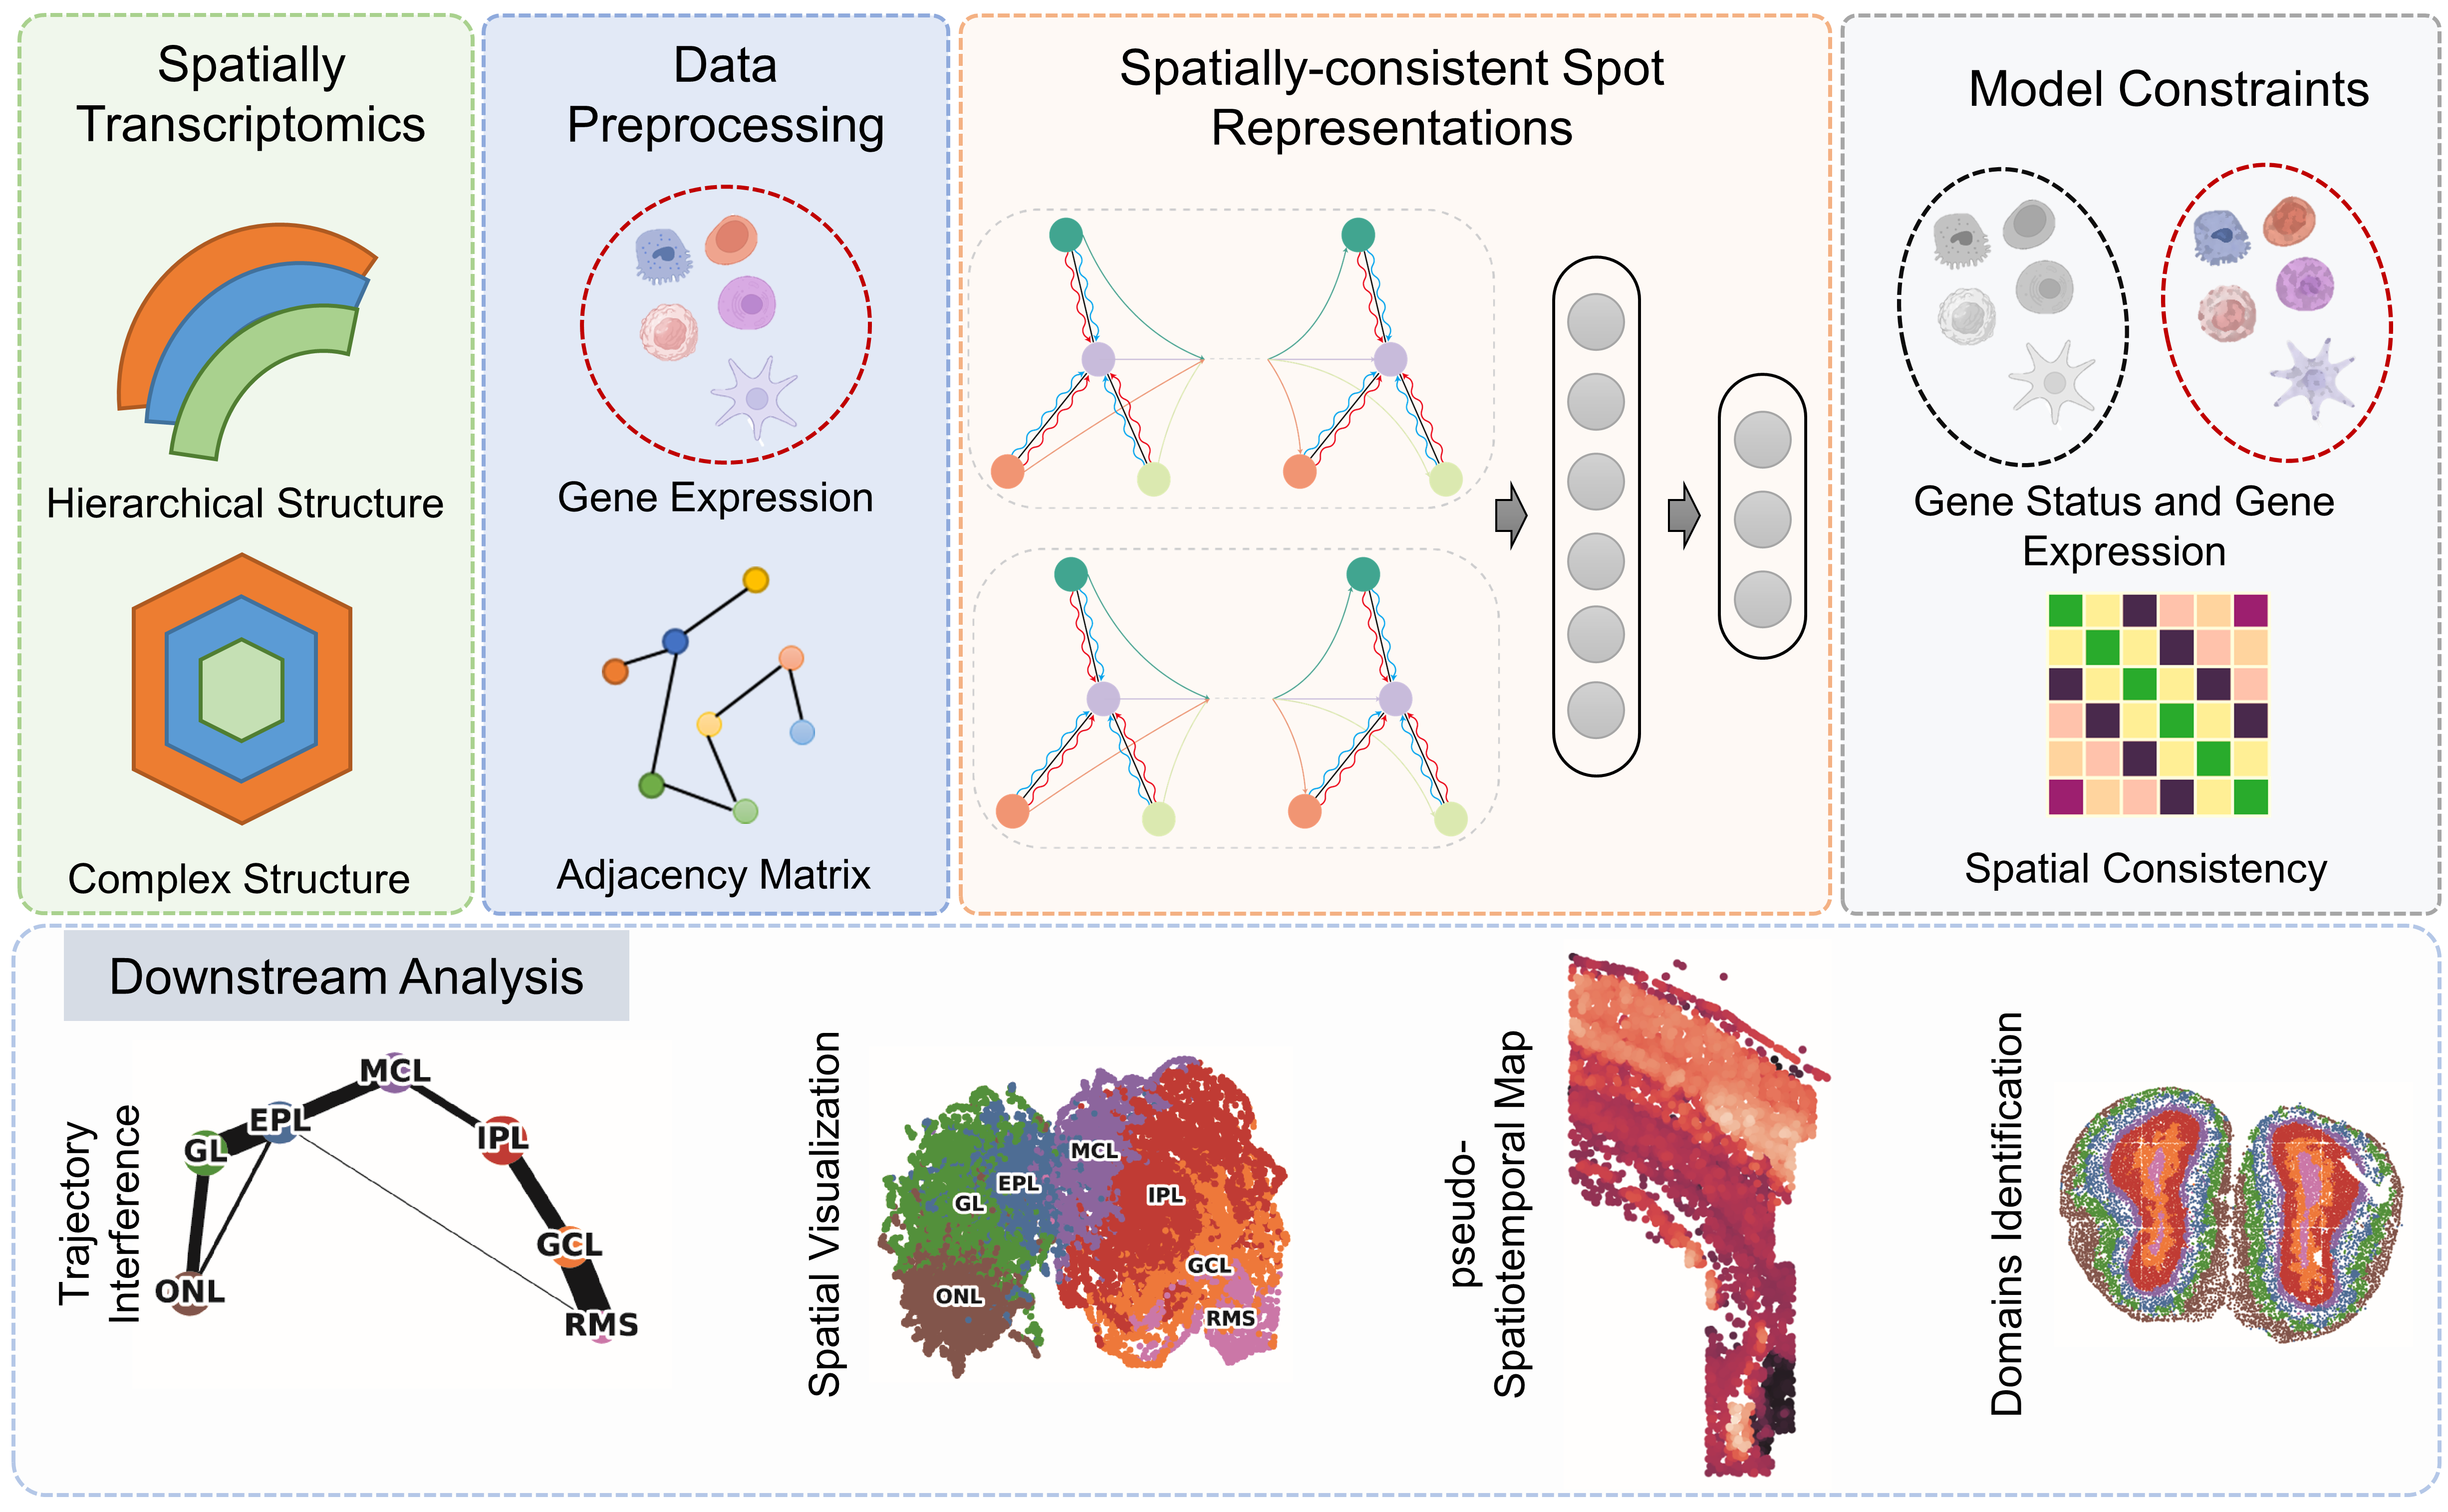 Spatially
Transcriptomics
Hierarchical Structure
Complex Structure
Data
Preprocessing
Gene Expression
Adjacency Matrix
Spatially-consistent Spot
Representations
Model Constraints
Gene Status and Gene
Expression
Spatial Consistency
Downstream Analysis
Trajectory
Interference
MCL
EPL
GL
IPL
GCL
ONL
RMS
Spatial Visualization
MCL
EPL
GL
IPL
GCL
ONL
RMS
pseudo-
Spatiotemporal Map
Domains Identification